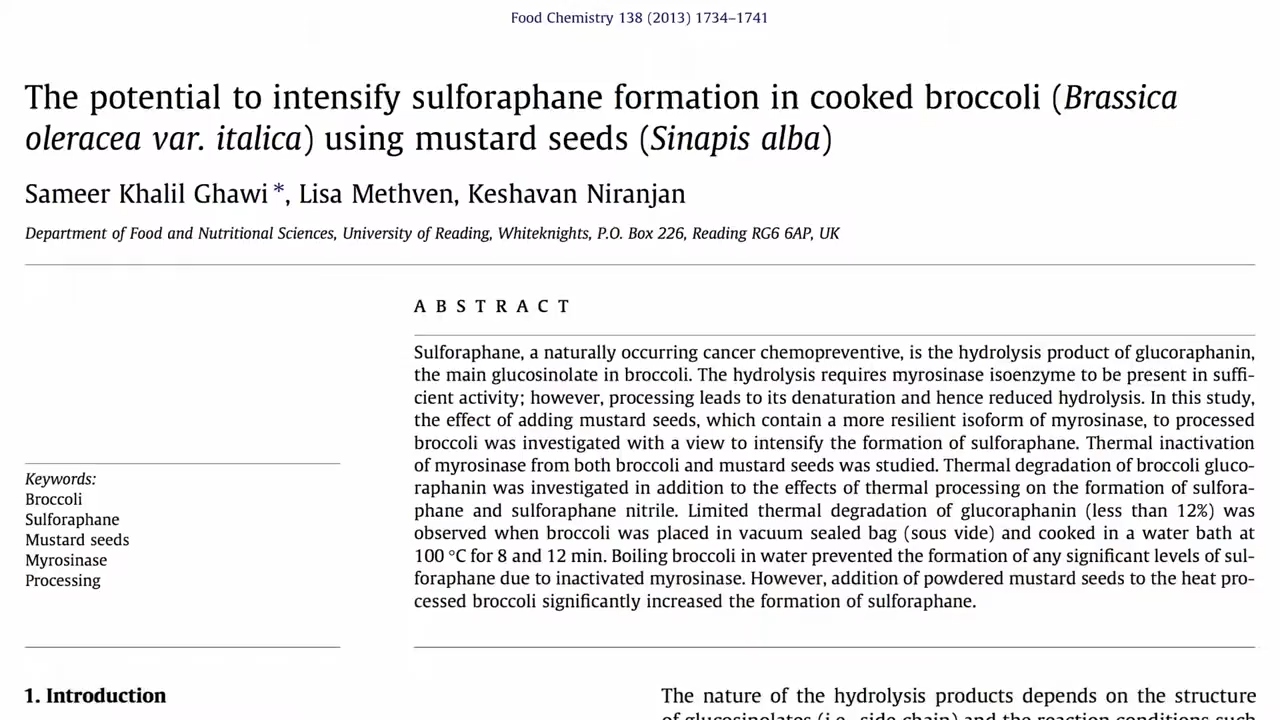 Food Chemistry 138 (2013) 1734–1741
The potential to intensify sulforaphane formation in cooked broccoli (Brassica
oleracea var. italica) using mustard seeds (Sinapis alba)
Sameer Khalil Ghawi *, Lisa Methven, Keshavan Niranjan
Department of Food and Nutritional Sciences, University of Reading, Whiteknights, P.O. Box 226, Reading RG6 6AP, UK
A B S T R A C T
Sulforaphane, a naturally occurring cancer chemopreventive, is the hydrolysis product of glucoraphanin,
the main glucosinolate in broccoli. The hydrolysis requires myrosinase isoenzyme to be present in suffi-
cient activity; however, processing leads to its denaturation and hence reduced hydrolysis. In this study,
the effect of adding mustard seeds, which contain a more resilient isoform of myrosinase, to processed
broccoli was investigated with a view to intensify the formation of sulforaphane. Thermal inactivation
of myrosinase from both broccoli and mustard seeds was studied. Thermal degradation of broccoli gluco-
raphanin was investigated in addition to the effects of thermal processing on the formation of sulfora-
phane and sulforaphane nitrile. Limited thermal degradation of glucoraphanin (less than 12%) was
observed when broccoli was placed in vacuum sealed bag (sous vide) and cooked in a water bath at
100 °C for 8 and 12 min. Boiling broccoli in water prevented the formation of any significant levels of sul-
foraphane due to inactivated myrosinase. However, addition of powdered mustard seeds to the heat pro-
cessed broccoli significantly increased the formation of sulforaphane.
Keywords:
Broccoli
Sulforaphane
Mustard seeds
Myrosinase
Processing
1. Introduction
The nature of the hydrolysis products depends on the structure
of glucosinolates (i.e., side chain) and the reaction conditions such